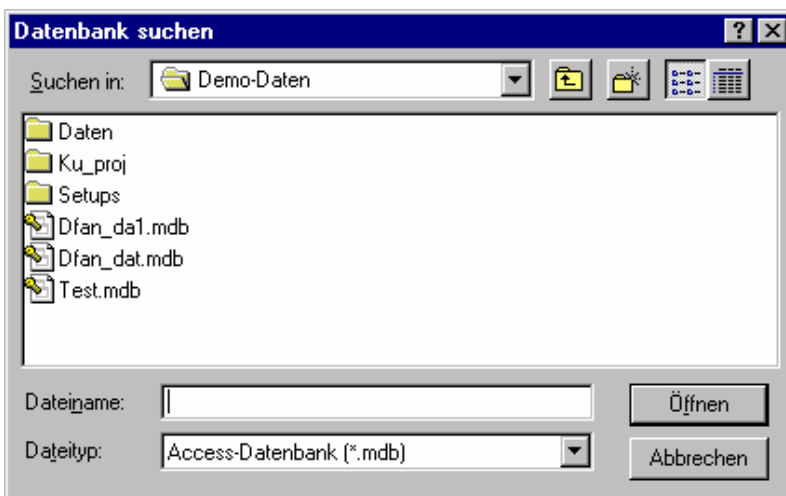 Datenbank suchen
Suchen in: Demo-Daten
Daten
Ku_proj
Setups
Dfan_da1.mdb
Dfan_dat.mdb
Test.mdb
Dateiname: Öffnen
Dateityp: Access-Datenbank (*.mdb) Abbrechen